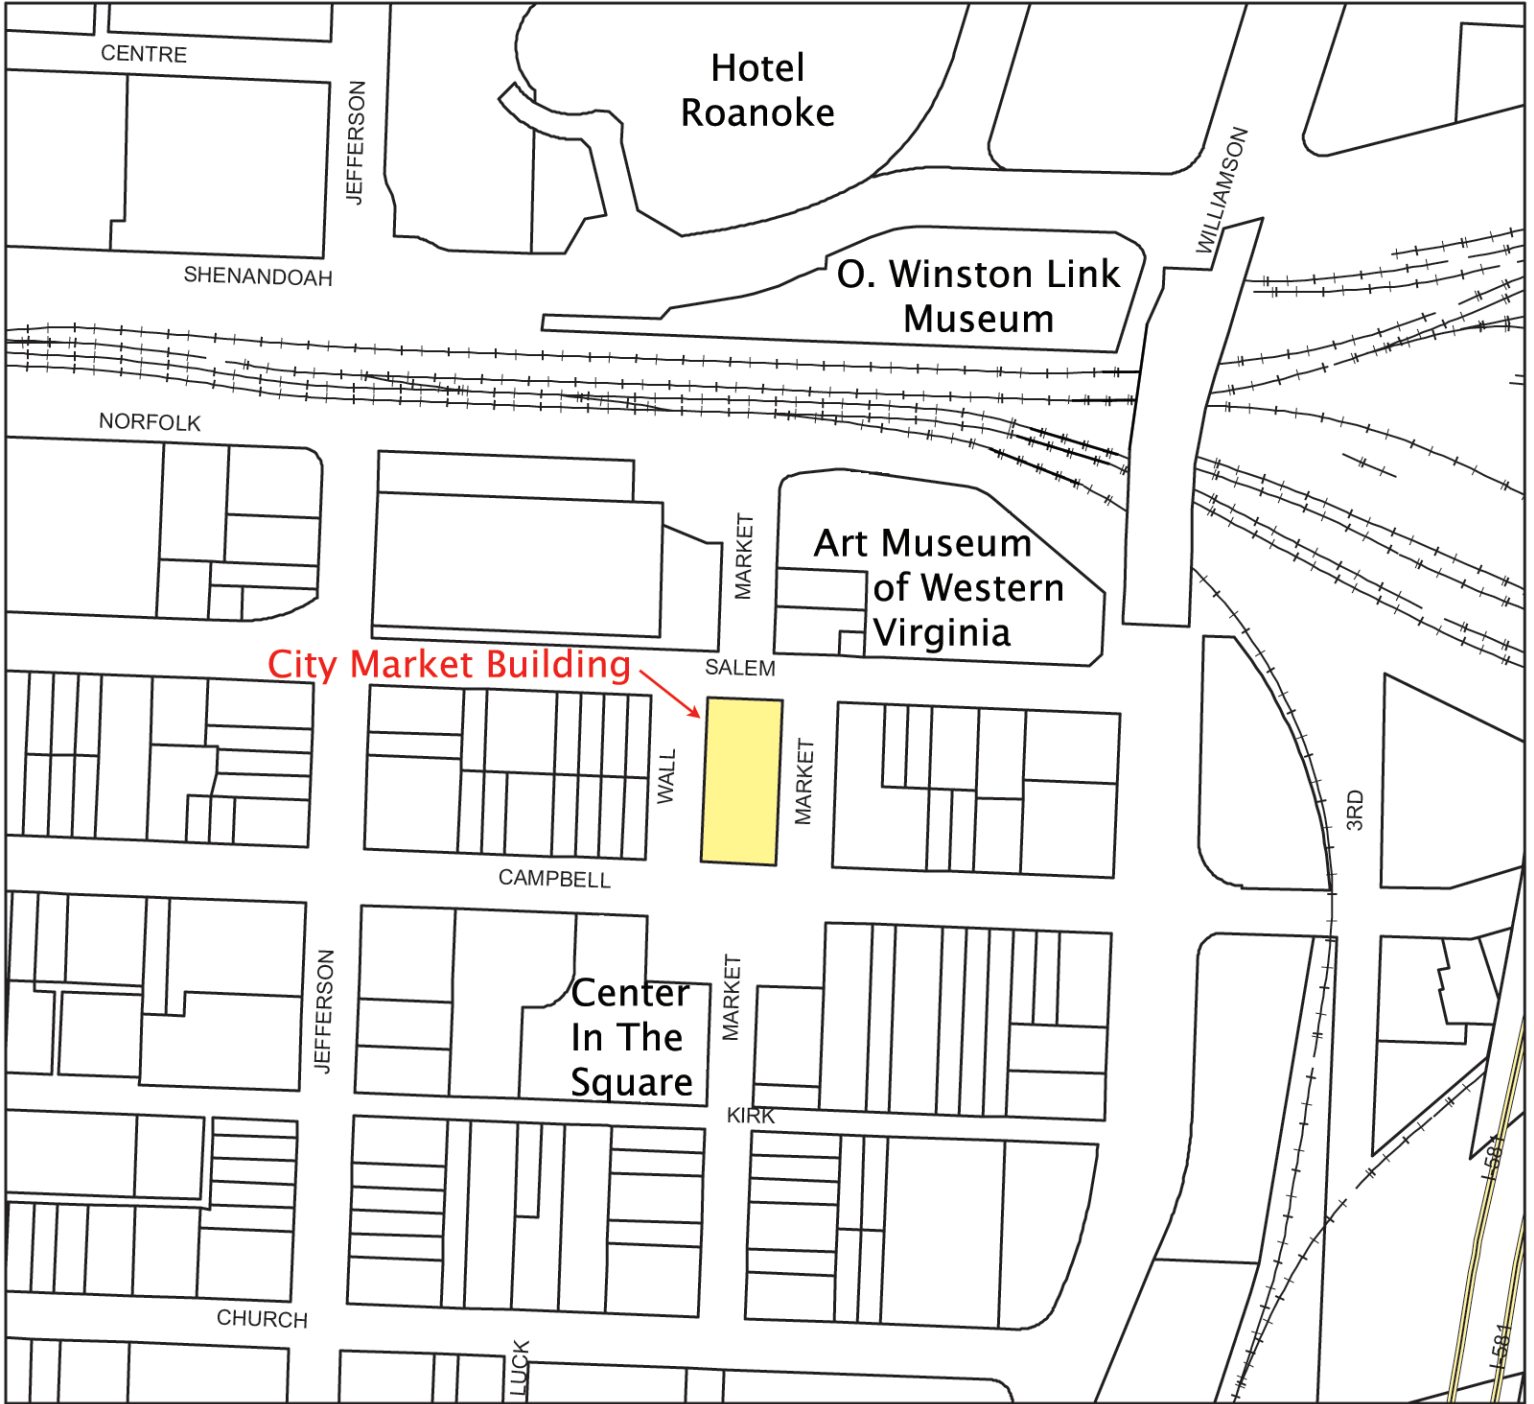 CENTRE
JEFFERSON
Hotel
Roanoke
WILLIAMSON
SHENANDOAH
O. Winston Link
Museum
NORFOLK
MARKET
Art Museum
of Western
Virginia
City Market Building
SALEM
WALL
MARKET
3RD
CAMPBELL
JEFFERSON
MARKET
Center
In The
Square
KIRK
I-581
CHURCH
LUCK
I-581